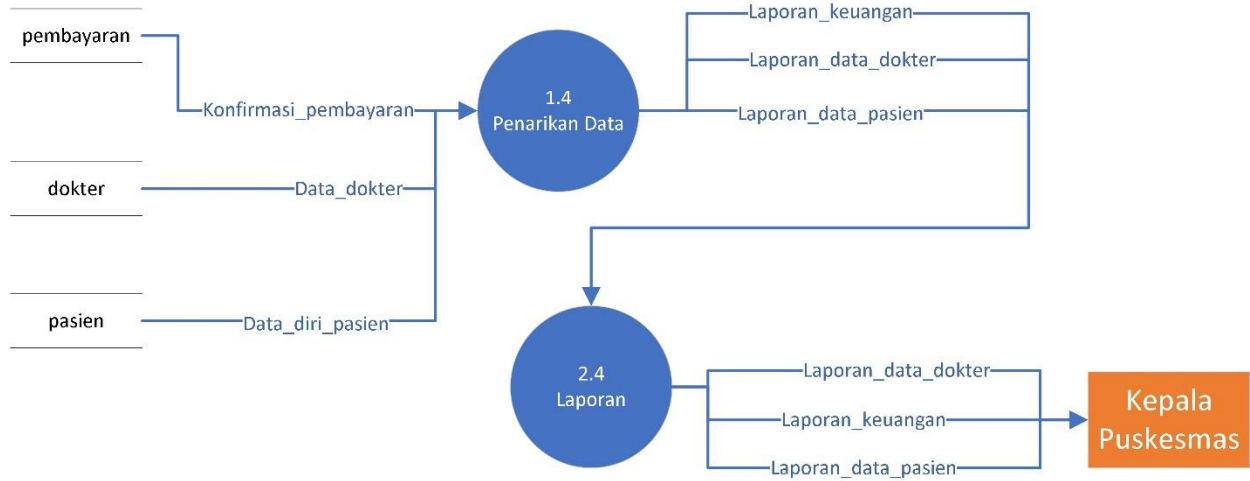 pembayaran
Konfirmasi_pembayaran
dokter
Data_dokter
pasien
Data_diri_pasien
1.4
Penarikan Data
Laporan_keuangan
Laporan_data_dokter
Laporan_data_pasien
2.4
Laporan
Laporan_data_dokter
Laporan_keuangan
Laporan_data_pasien
Kepala
Puskesmas